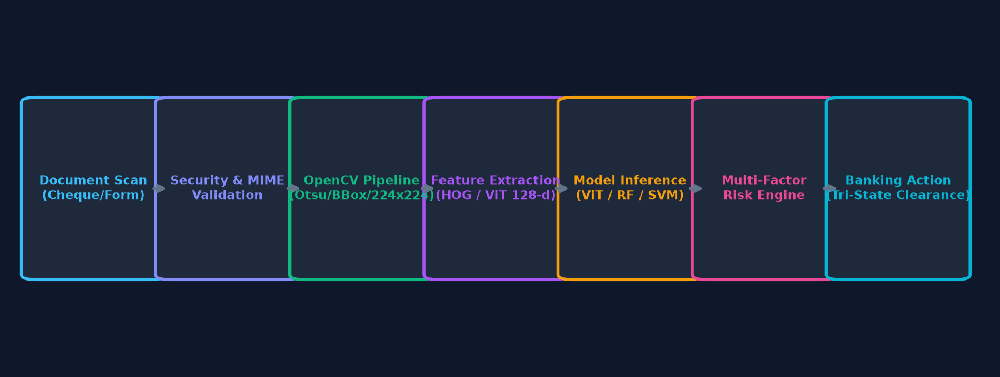 Document Scan
(Cheque/Form)
Security & MIME
Validation
OpenCV Pipeline
(Otsu/BBox/224x224)
Feature Extraction
(HOG / ViT 128-d)
Model Inference
(ViT / RF / SVM)
Multi-Factor
Risk Engine
Banking Action
(Tri-State Clearance)